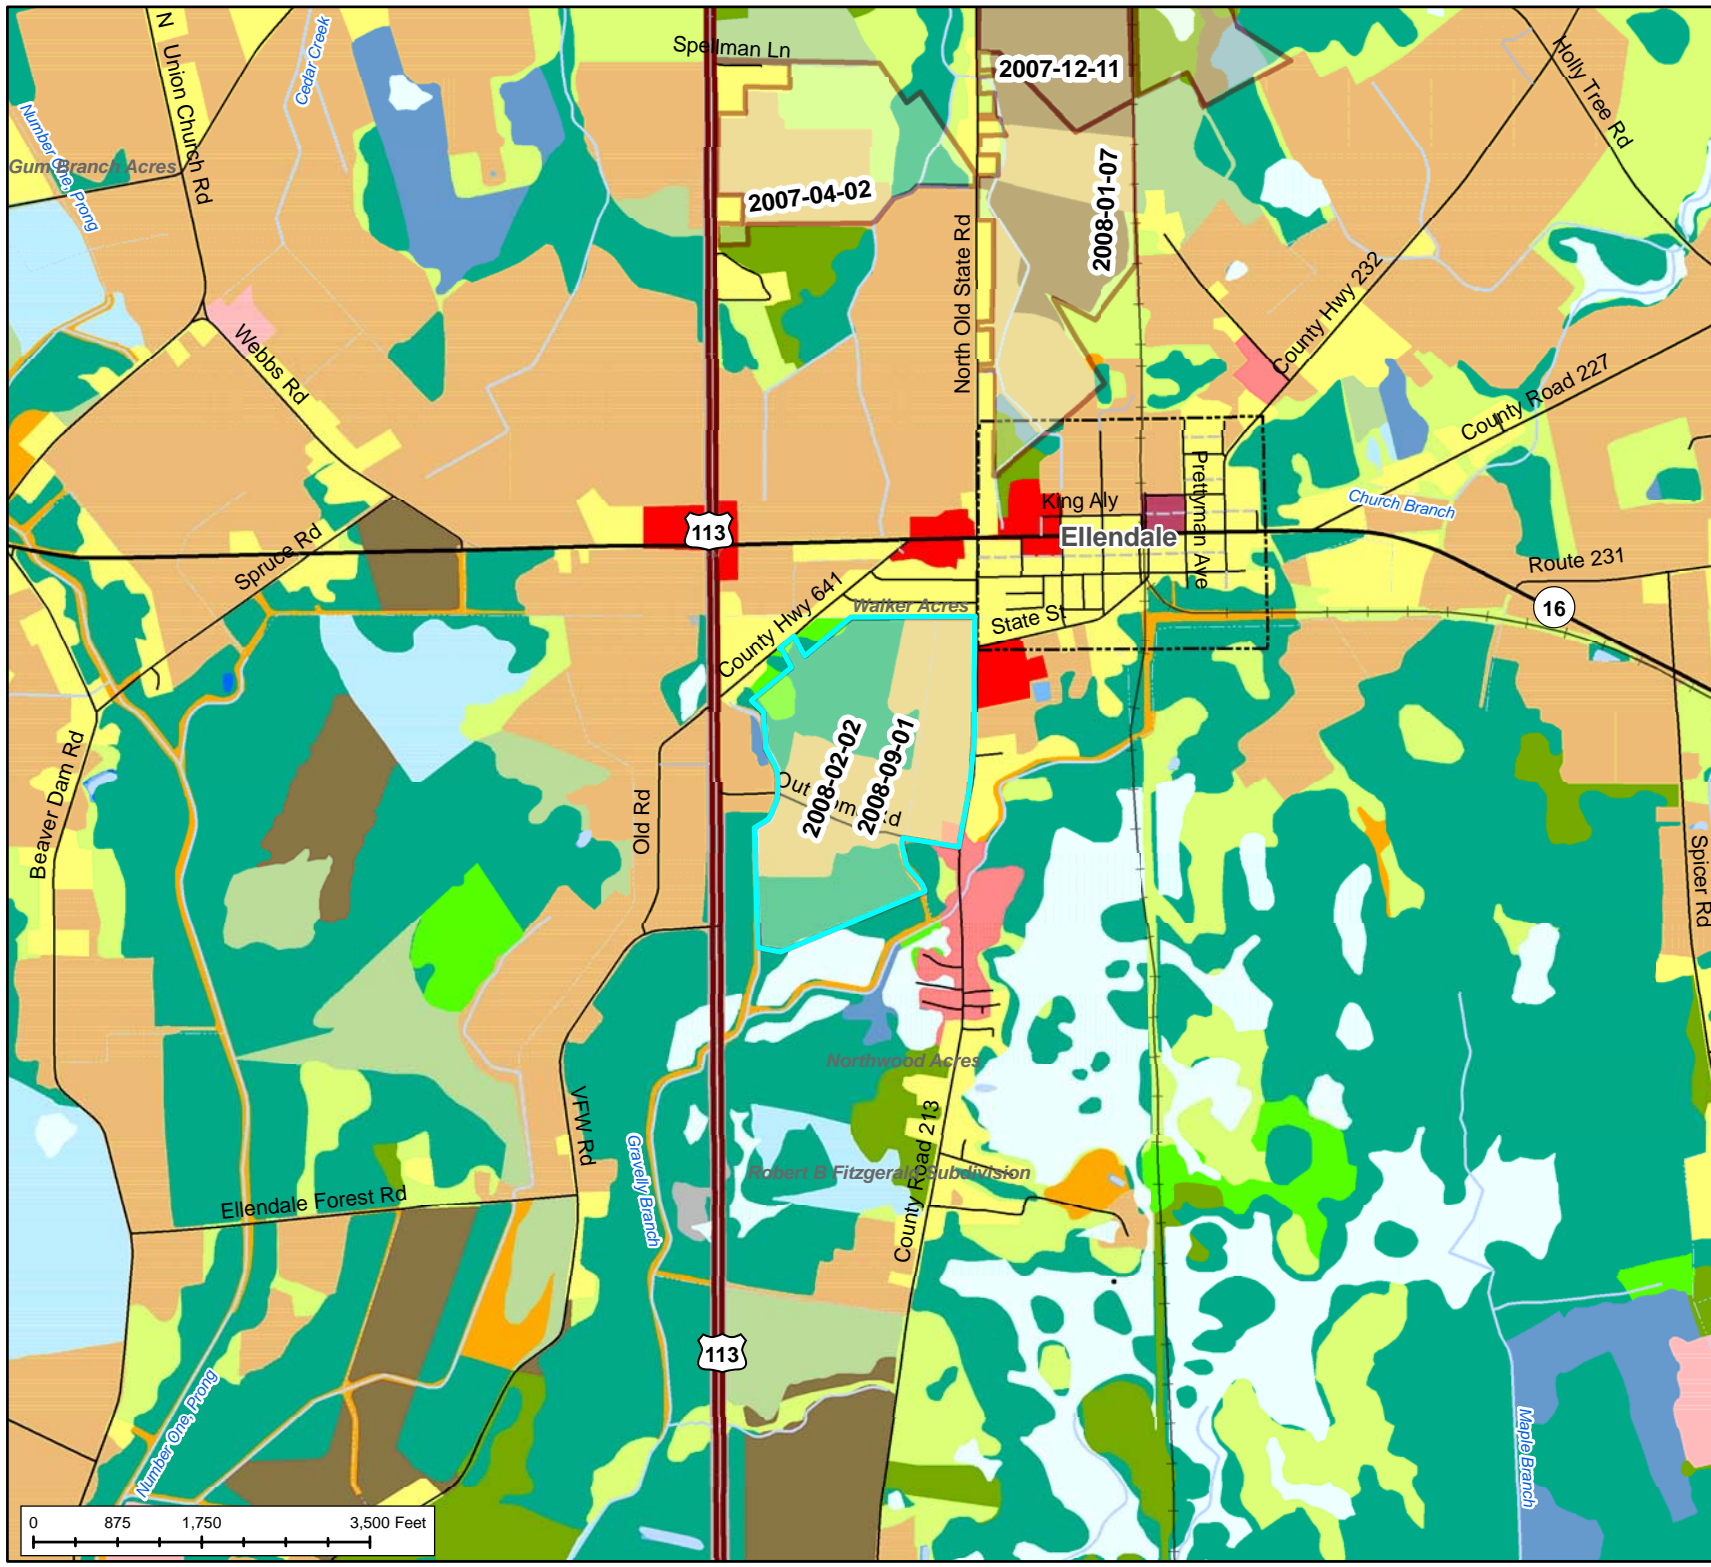 N Union Church Rd
Cedar Creek
Spellman Ln
2007-12-11
Holly Tree Rd
Number One, Prong
Gum Branch Acres
2007-04-02
2008-01-07
North Old State Rd
County Hwy 232
Webbs Rd
County Road 227
Prettyman Ave
King Aly
Church Branch
113
Ellendale
Spruce Rd
Route 231
County Hwy 641
Walker Acres
State St
16
Beaver Dam Rd
Old Rd
2008-02-02
2008-09-01
Spicer Rd
Northwood Acres
VFW Rd
Gravelly Branch
County Road 213
Robert B Fitzgerald Subdivision
Ellendale Forest Rd
113
Number One, Prong
Maple Branch
0 875 1,750 3,500 Feet